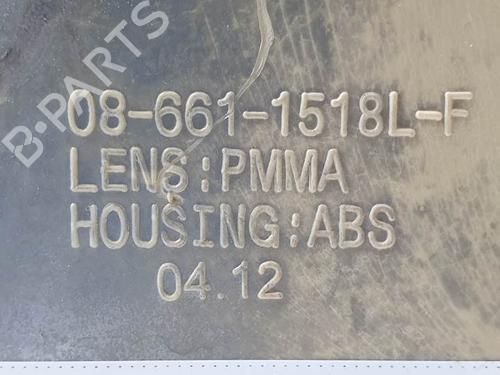 B-PARTS
08-661-1518L-F
LENS:PMMA
HOUSING:ABS
04.12